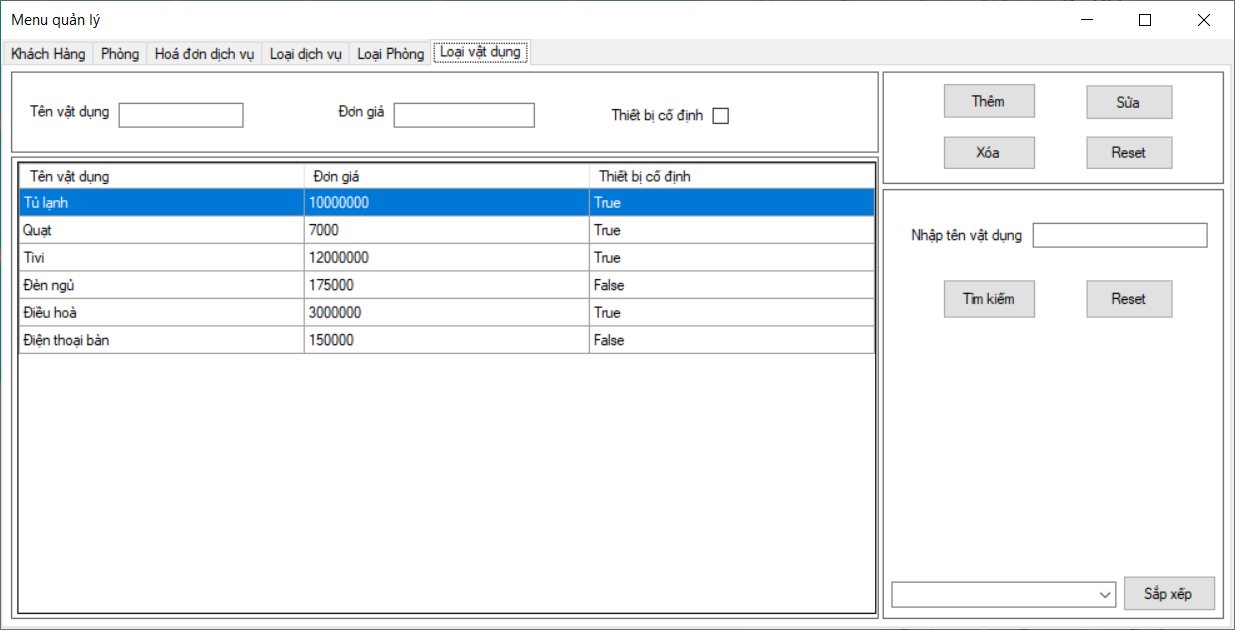 Menu quản lý
Khách Hàng Phòng Hoá đơn dịch vụ Loại dịch vụ Loại Phòng Loại vật dụng
Tên vật dụng Đơn giá Thiết bị cố định
Thêm Sửa
Xóa Reset
Tên vật dụng Đơn giá Thiết bị cố định
Tủ lạnh 10000000 True
Quạt 7000 True
Tivi 12000000 True
Đèn ngủ 175000 False
Điều hoà 3000000 True
Điện thoại bàn 150000 False
Nhập tên vật dụng
Tìm kiếm Reset
Sắp xếp